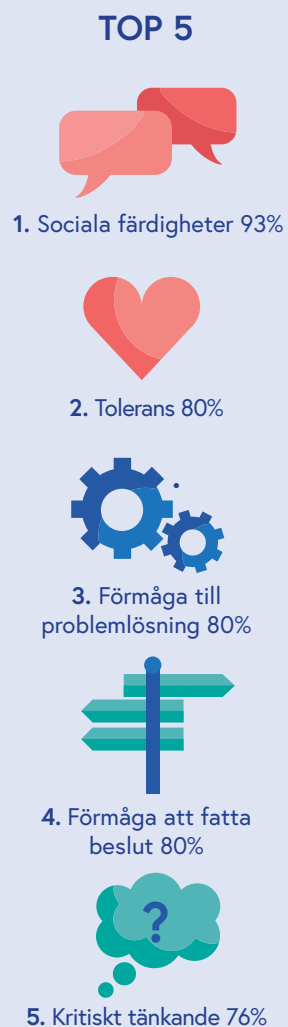 TOP 5
1. Sociala färdigheter 93%
2. Tolerans 80%
3. Förmåga till
problemlösning 80%
4. Förmåga att fatta
beslut 80%
?
5. Kritiskt tänkande 76%